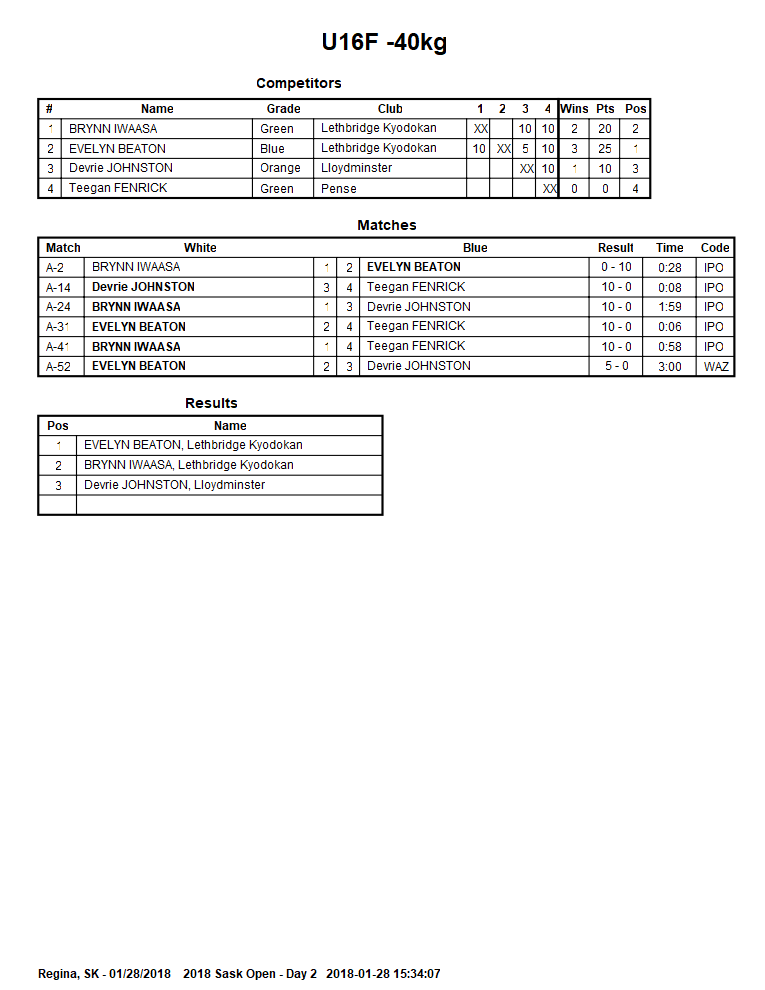 U16F -40kg
Competitors
# Name Grade Club 1 2 3 4 Wins Pts Pos
1 BRYNN IWAASA Green Lethbridge Kyodokan XX 10 10 2 20 2
2 EVELYN BEATON Blue Lethbridge Kyodokan 10 XX 5 10 3 25 1
3 Devrie JOHNSTON Orange Lloydminster XX 10 1 10 3
4 Teegan FENRICK Green Pense XX 0 0 4
Matches
Match White Blue Result Time Code
A-2 BRYNN IWAASA 1 2 EVELYN BEATON 0 - 10 0:28 IPO
A-14 Devrie JOHNSTON 3 4 Teegan FENRICK 10 - 0 0:08 IPO
A-24 BRYNN IWAASA 1 3 Devrie JOHNSTON 10 - 0 1:59 IPO
A-31 EVELYN BEATON 2 4 Teegan FENRICK 10 - 0 0:06 IPO
A-41 BRYNN IWAASA 1 4 Teegan FENRICK 10 - 0 0:58 IPO
A-52 EVELYN BEATON 2 3 Devrie JOHNSTON 5 - 0 3:00 WAZ
Results
Pos Name
1 EVELYN BEATON, Lethbridge Kyodokan
2 BRYNN IWAASA, Lethbridge Kyodokan
3 Devrie JOHNSTON, Lloydminster
Regina, SK - 01/28/2018 2018 Sask Open - Day 2 2018-01-28 15:34:07